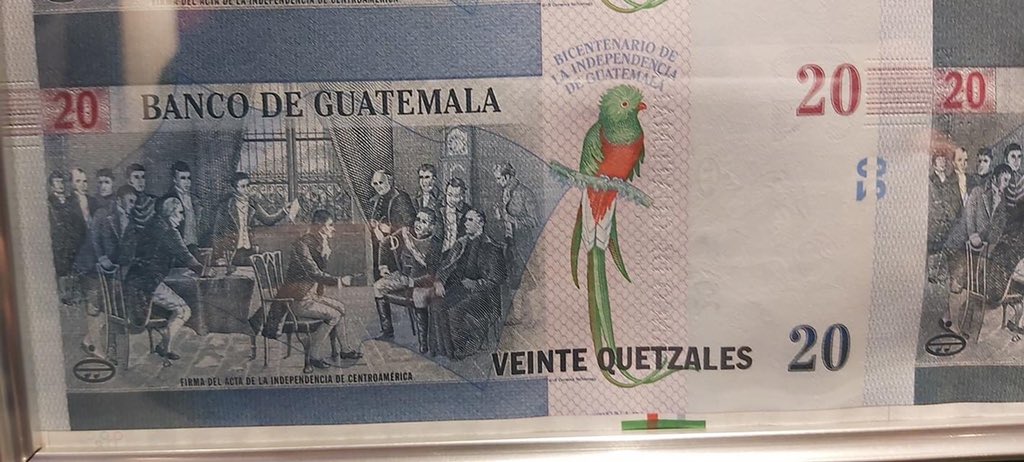 FIRMA DEL ACTA DE LA INDEPENDENCIA DE CENTROAMÉRICA
20
BANCO DE GUATEMALA
BICENTENARIO DE
LA INDEPENDENCIA
DE GUATEMALA
20
20
VEINTE QUETZALES
20
FIRMA DEL ACTA DE LA INDEPENDENCIA DE CENTROAMÉRICA